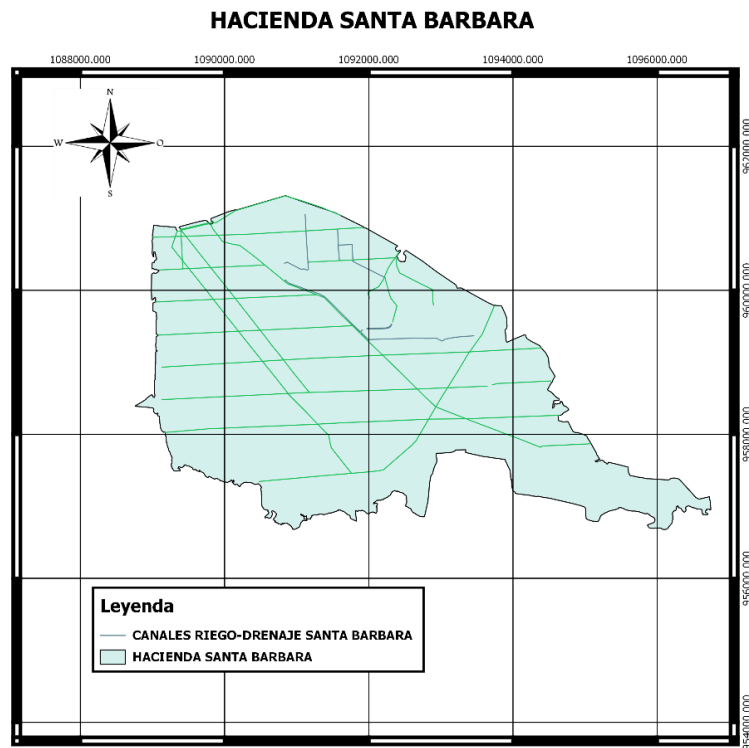 HACIENDA SANTA BARBARA
1088000.000 1090000.000 1092000.000 1094000.000 1096000.000
N
W O
S
962000.000
960000.000
958000.000
956000.000
954000.000
Leyenda
CANALES RIEGO-DRENAJE SANTA BARBARA
HACIENDA SANTA BARBARA